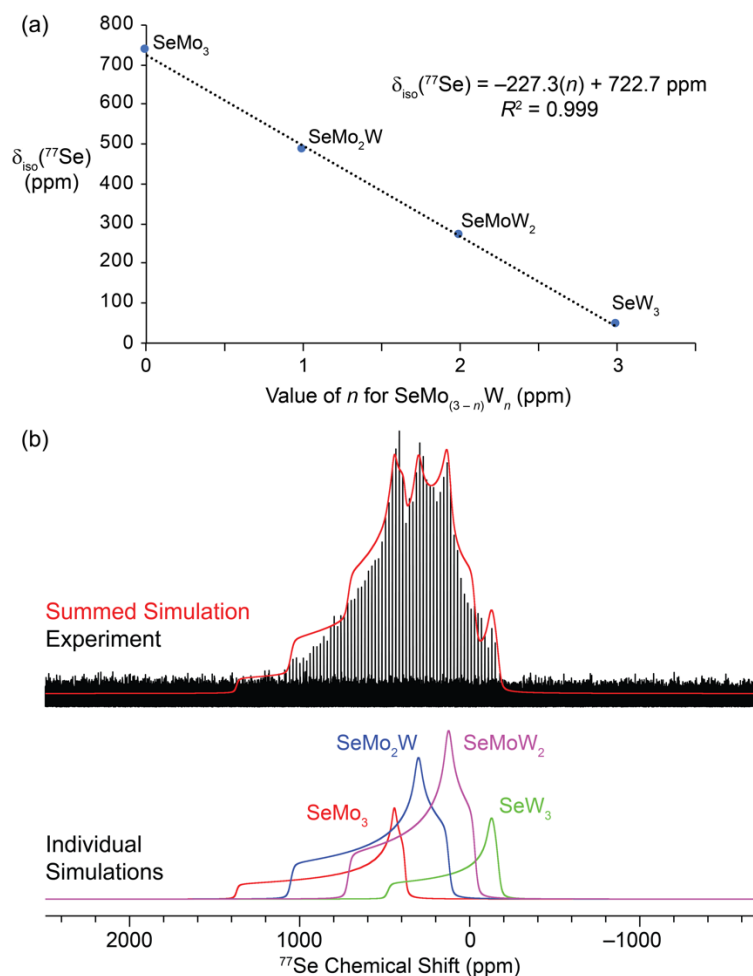 (a)
800
700
600
500
400
300
200
100
0
δiso(⁷⁷Se)
(ppm)
SeMo₃
SeMo₂W
SeMoW₂
SeW₃
δiso(⁷⁷Se) = –227.3(n) + 722.7 ppm
R² = 0.999
0 1 2 3
Value of n for SeMo₍₃ ₋ ₙ₎Wₙ (ppm)
(b)
Summed Simulation
Experiment
SeMo₂W SeMoW₂
SeMo₃ SeW₃
Individual
Simulations
2000 1000 0 –1000
⁷⁷Se Chemical Shift (ppm)